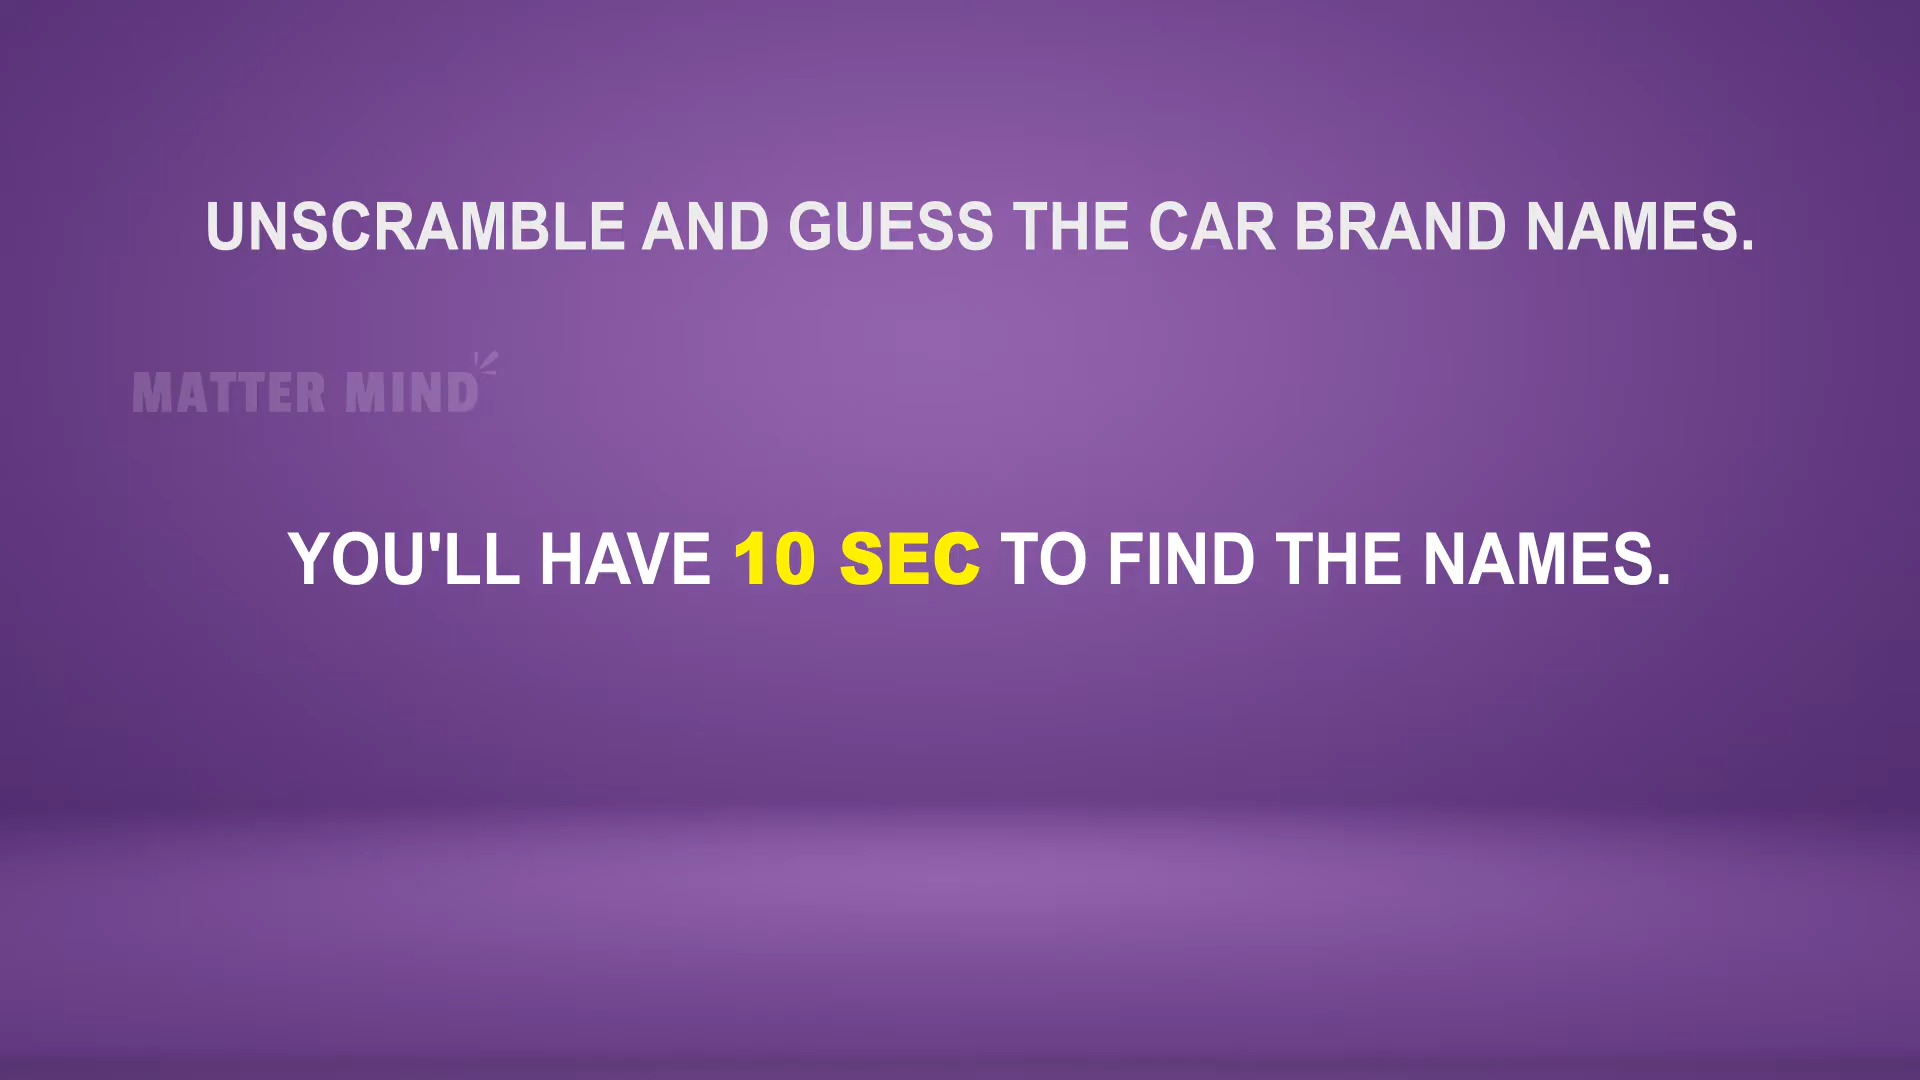 UNSCRAMBLE AND GUESS THE CAR BRAND NAMES.
MATTER MIND
YOU'LL HAVE 10 SEC TO FIND THE NAMES.